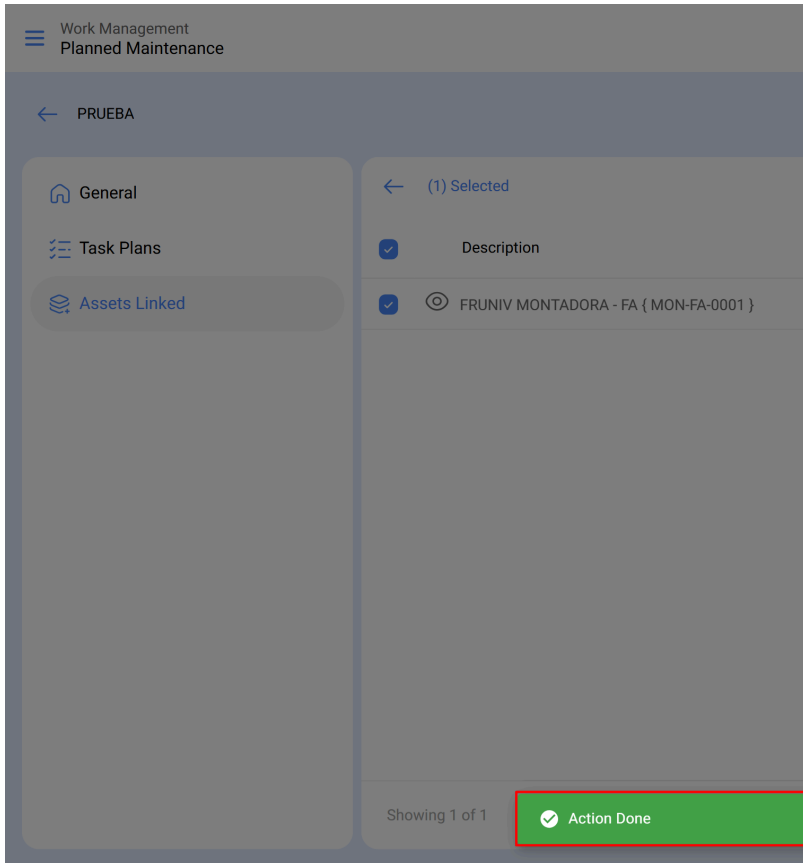 Work Management
Planned Maintenance
PRUEBA
General
Task Plans
Assets Linked
(1) Selected
Description
FRUNIV MONTADORA - FA { MON-FA-0001 }
Showing 1 of 1
Action Done